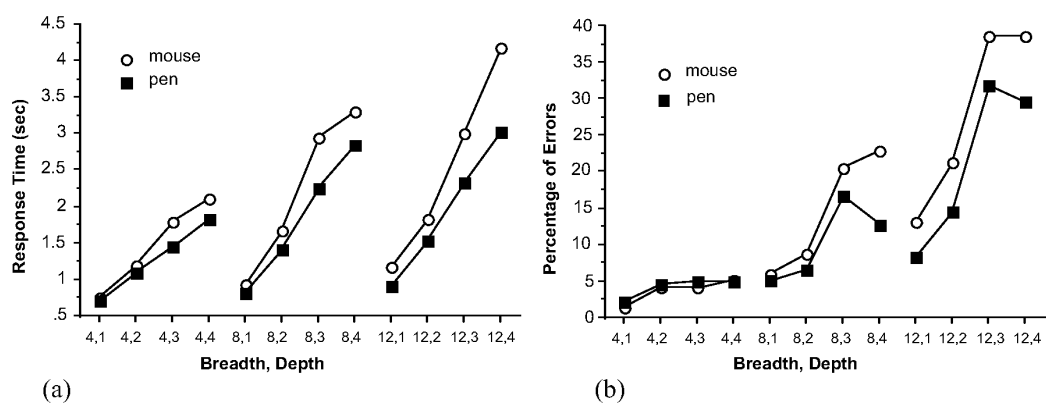 4.5
4
3.5
3
2.5
2
1.5
1
.5
Response Time (sec)
mouse
pen
4,1 4,2 4,3 4,4 8,1 8,2 8,3 8,4 12,1 12,2 12,3 12,4
Breadth, Depth
(a)
40
35
30
25
20
15
10
5
0
Percentage of Errors
mouse
pen
4,1 4,2 4,3 4,4 8,1 8,2 8,3 8,4 12,1 12,2 12,3 12,4
Breadth, Depth
(b)